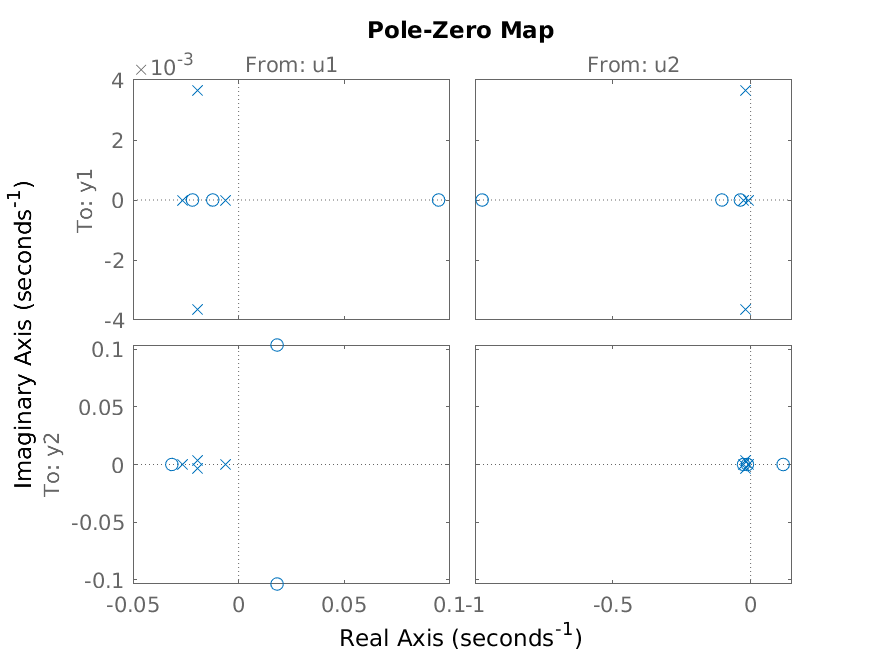 Pole-Zero Map
×10⁻³
From: u1
From: u2
4
2
0
-2
-4
To: y1
0.1
0.05
0
-0.05
-0.1
To: y2
Imaginary Axis (seconds⁻¹)
-0.05
0
0.05
0.1
-1
-0.5
0
Real Axis (seconds⁻¹)